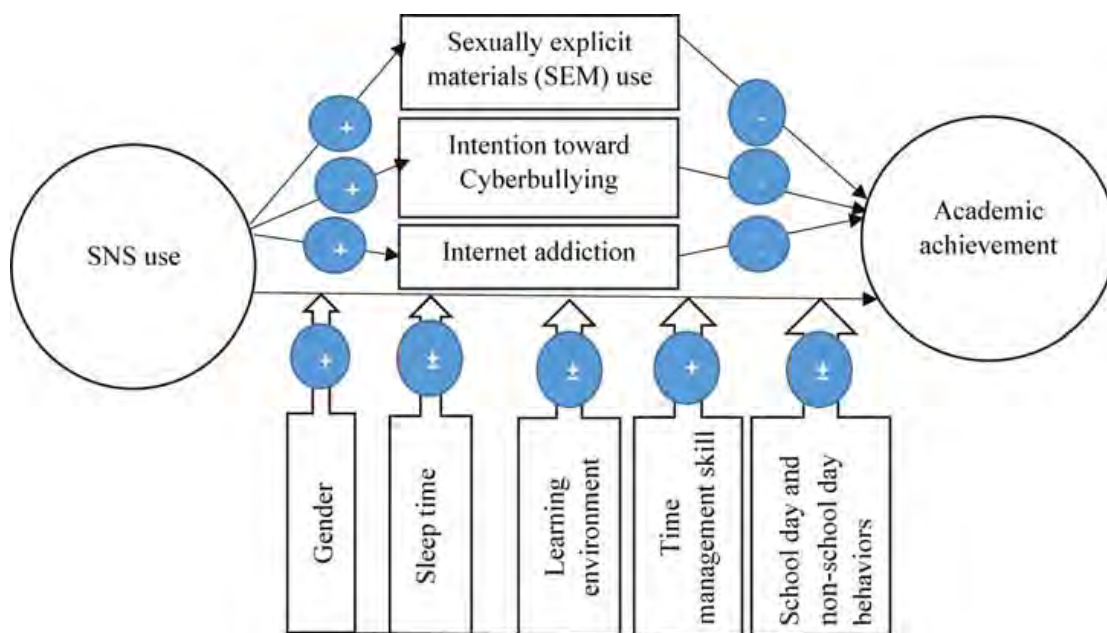 Sexually explicit
materials (SEM) use
+
-
Intention toward
Cyberbullying
+
-
Academic
achievement
SNS use
+
Internet addiction
-
+
±
±
+
±
Gender
Sleep time
Learning
environment
Time
management skill
School day and
non-school day
behaviors